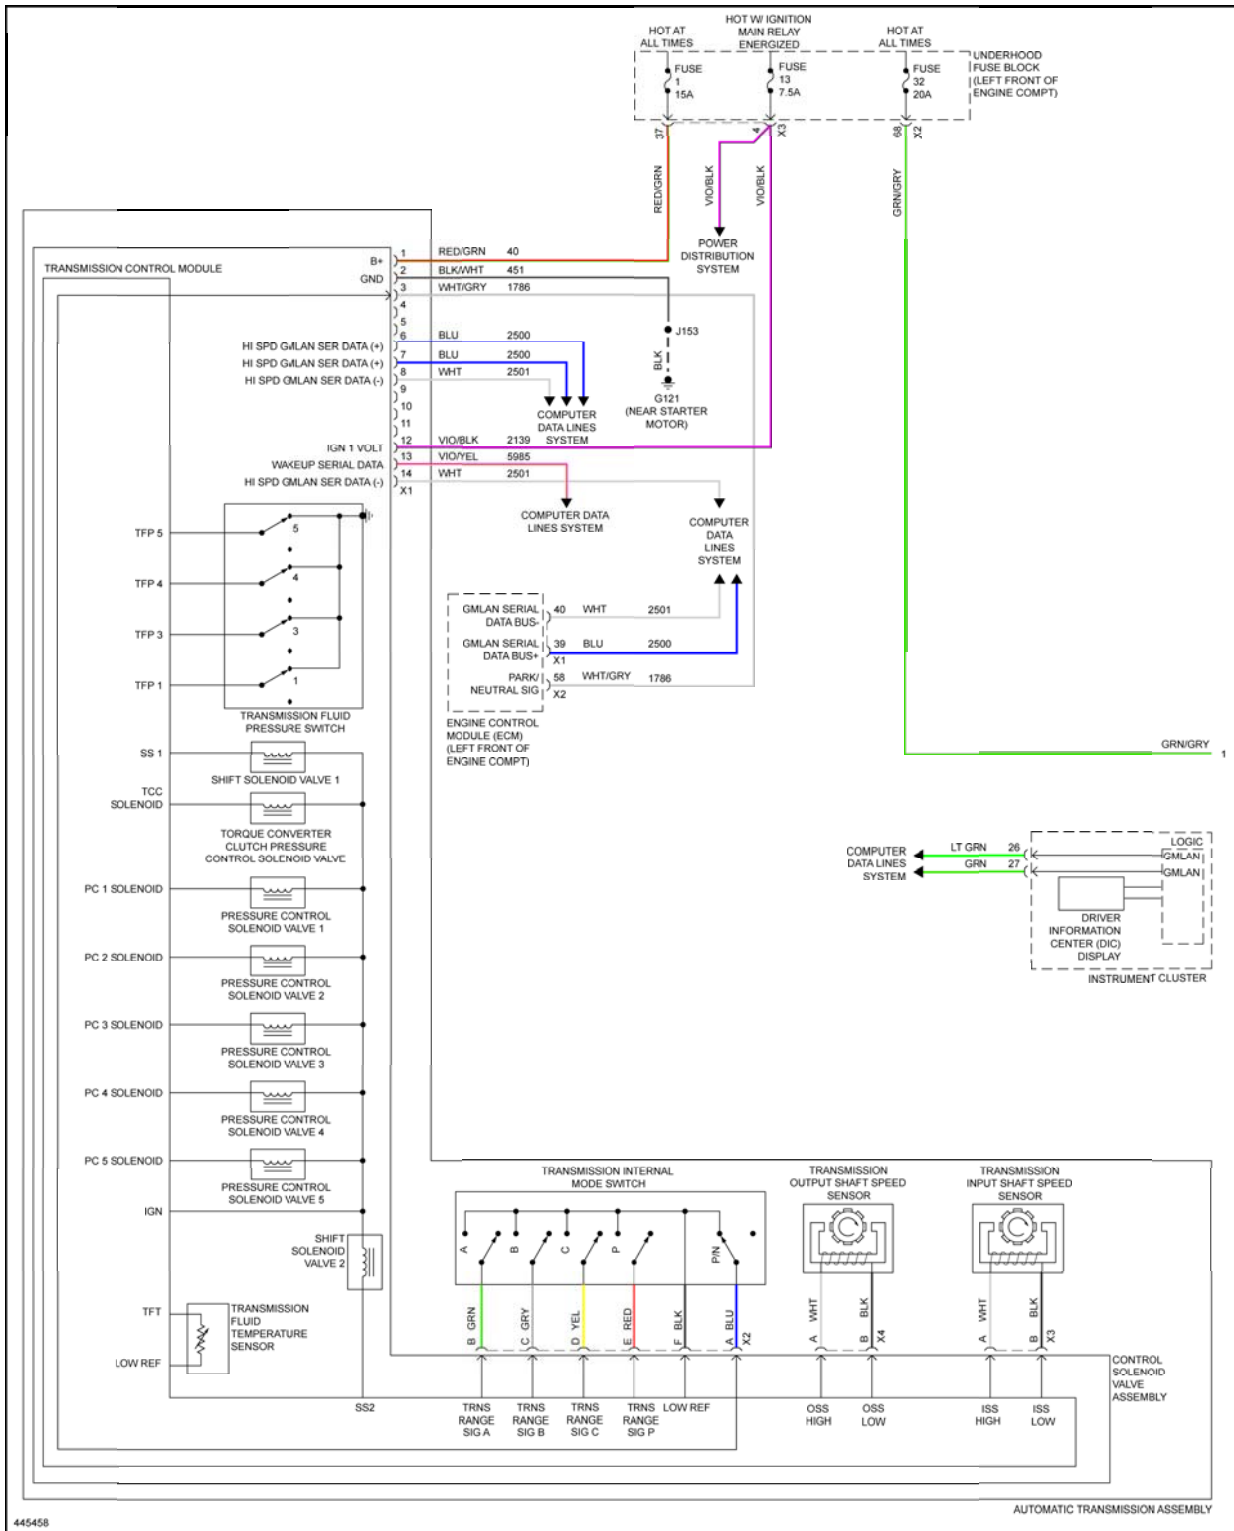 HOT AT
ALL TIMES
HOT W/ IGNITION
MAIN RELAY
ENERGIZED
HOT AT
ALL TIMES
UNDERHOOD
FUSE BLOCK
(LEFT FRONT OF
ENGINE COMPT)
FUSE
1
15A
FUSE
13
7.5A
FUSE
32
20A
37
4
X3
68
X2
RED/GRN
VIO/BLK
VIO/BLK
GRN/GRY
POWER
DISTRIBUTION
SYSTEM
TRANSMISSION CONTROL MODULE
B+
1
RED/GRN
40
GND
2
BLK/WHT
451
3
WHT/GRY
1786
4
5
HI SPD GMLAN SER DATA (+)
6
BLU
2500
HI SPD GMLAN SER DATA (+)
7
BLU
2500
HI SPD GMLAN SER DATA (-)
8
WHT
2501
9
10
11
IGN 1 VOLT
12
VIO/BLK
2139
WAKEUP SERIAL DATA
13
VIO/YEL
5985
HI SPD GMLAN SER DATA (-)
14
WHT
2501
X1
J153
BLK
G121
(NEAR STARTER
MOTOR)
COMPUTER
DATA LINES
SYSTEM
COMPUTER DATA
LINES SYSTEM
COMPUTER
DATA
LINES
SYSTEM
TFP 5
5
TFP 4
4
TFP 3
3
TFP 1
1
TRANSMISSION FLUID
PRESSURE SWITCH
GMLAN SERIAL
DATA BUS-
40
WHT
2501
GMLAN SERIAL
DATA BUS+
39
BLU
2500
X1
PARK/
NEUTRAL SIG
58
WHT/GRY
1786
X2
ENGINE CONTROL
MODULE (ECM)
(LEFT FRONT OF
ENGINE COMPT)
GRN/GRY
1
SS 1
SHIFT SOLENOID VALVE 1
TCC
SOLENOID
TORQUE CONVERTER
CLUTCH PRESSURE
CONTROL SOLENOID VALVE
PC 1 SOLENOID
PRESSURE CONTROL
SOLENOID VALVE 1
PC 2 SOLENOID
PRESSURE CONTROL
SOLENOID VALVE 2
PC 3 SOLENOID
PRESSURE CONTROL
SOLENOID VALVE 3
PC 4 SOLENOID
PRESSURE CONTROL
SOLENOID VALVE 4
PC 5 SOLENOID
PRESSURE CONTROL
SOLENOID VALVE 5
IGN
SHIFT
SOLENOID
VALVE 2
TFT
LOW REF
TRANSMISSION
FLUID
TEMPERATURE
SENSOR
COMPUTER
DATA LINES
SYSTEM
LT GRN
26
GRN
27
LOGIC
GMLAN
GMLAN
DRIVER
INFORMATION
CENTER (DIC)
DISPLAY
INSTRUMENT CLUSTER
TRANSMISSION INTERNAL
MODE SWITCH
A
B
C
P
P/N
TRANSMISSION
OUTPUT SHAFT SPEED
SENSOR
TRANSMISSION
INPUT SHAFT SPEED
SENSOR
B GRN
C GRY
D YEL
E RED
F BLK
A BLU
X2
A WHT
B BLK
X4
A WHT
B BLK
X3
CONTROL
SOLENOID
VALVE
ASSEMBLY
SS2
TRNS
RANGE
SIG A
TRNS
RANGE
SIG B
TRNS
RANGE
SIG C
TRNS
RANGE
SIG P
LOW REF
OSS
HIGH
OSS
LOW
ISS
HIGH
ISS
LOW
AUTOMATIC TRANSMISSION ASSEMBLY
445458